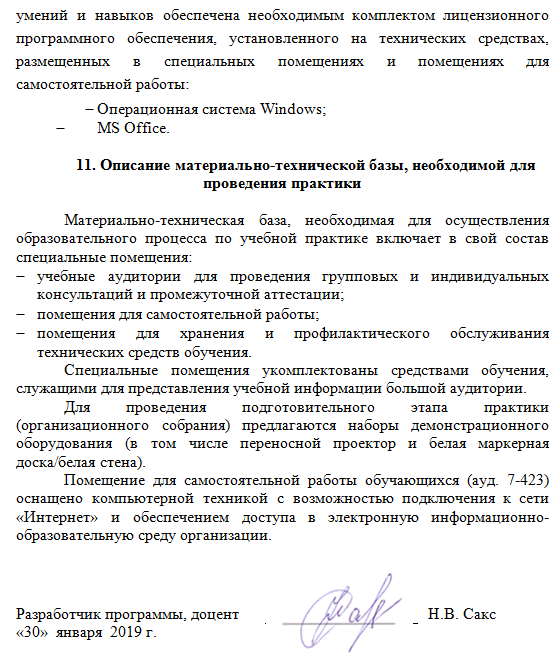 умений и навыков обеспечена необходимым комплектом лицензионного
программного обеспечения, установленного на технических средствах,
размещенных в специальных помещениях и помещениях для
самостоятельной работы:
– Операционная система Windows;
– MS Office.
11. Описание материально-технической базы, необходимой для
проведения практики
Материально-техническая база, необходимая для осуществления
образовательного процесса по учебной практике включает в свой состав
специальные помещения:
– учебные аудитории для проведения групповых и индивидуальных
консультаций и промежуточной аттестации;
– помещения для самостоятельной работы;
– помещения для хранения и профилактического обслуживания
технических средств обучения.
Специальные помещения укомплектованы средствами обучения,
служащими для представления учебной информации большой аудитории.
Для проведения подготовительного этапа практики
(организационного собрания) предлагаются наборы демонстрационного
оборудования (в том числе переносной проектор и белая маркерная
доска/белая стена).
Помещение для самостоятельной работы обучающихся (ауд. 7-423)
оснащено компьютерной техникой с возможностью подключения к сети
«Интернет» и обеспечением доступа в электронную информационно-
образовательную среду организации.
Разработчик программы, доцент Н.В. Сакс
«30» января 2019 г.